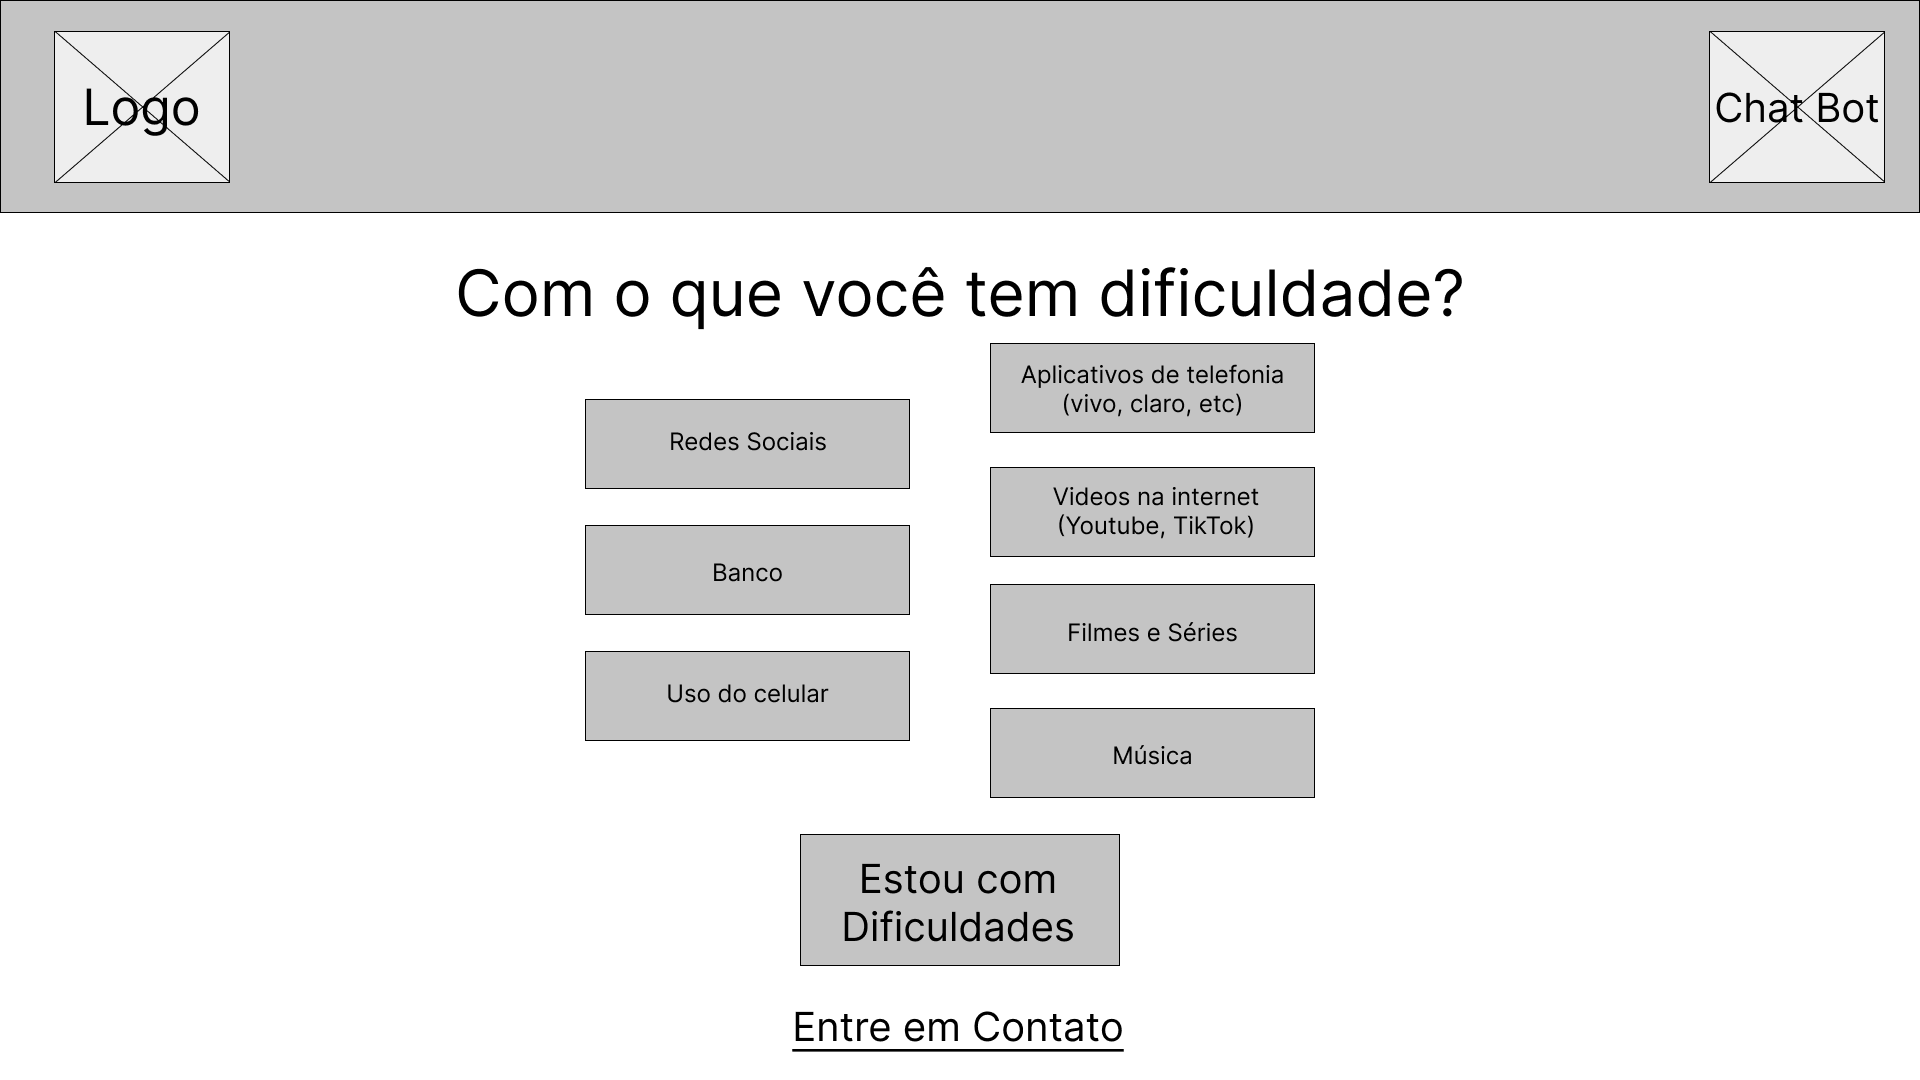 Logo
Chat Bot
Com o que você tem dificuldade?
Redes Sociais
Banco
Uso do celular
Aplicativos de telefonia
(vivo, claro, etc)
Videos na internet
(Youtube, TikTok)
Filmes e Séries
Música
Estou com
Dificuldades
Entre em Contato